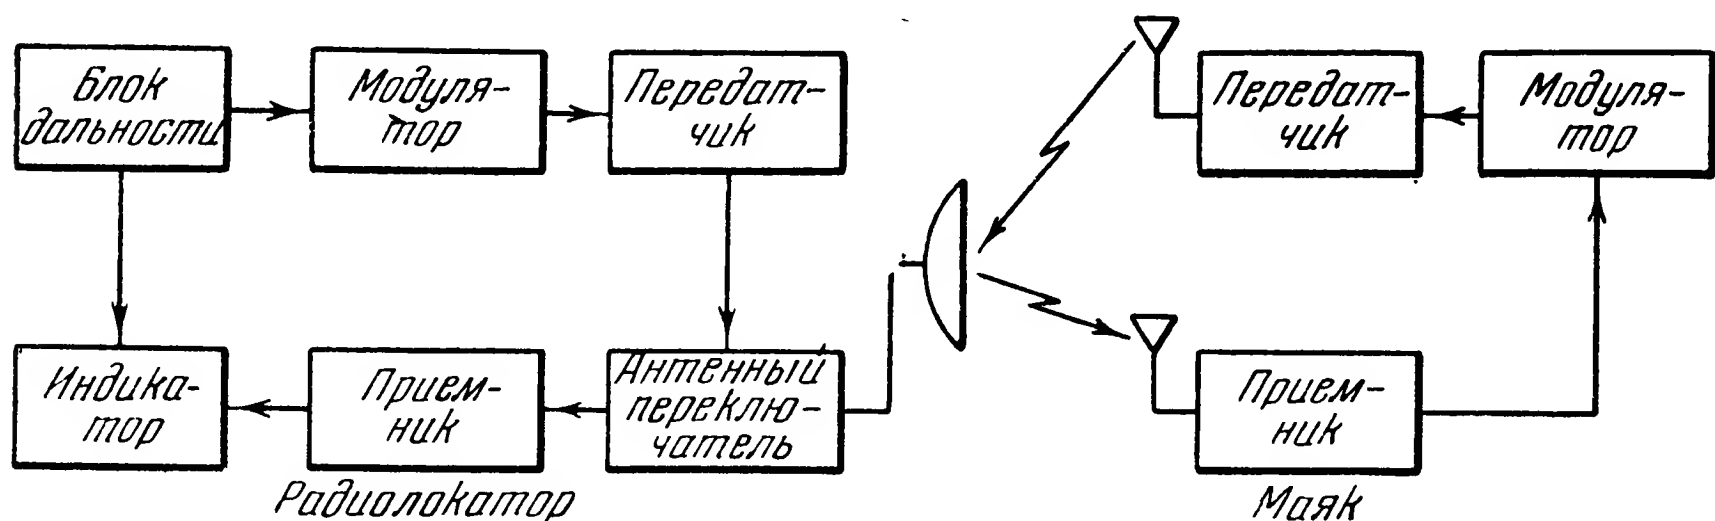 Блок
дальности
Модуля-
тор
Передат-
чик
Передат-
чик
Модуля-
тор
Индика-
тор
Прием-
ник
Антенный
переклю-
чатель
Прием-
ник
Радиолокатор
Маяк